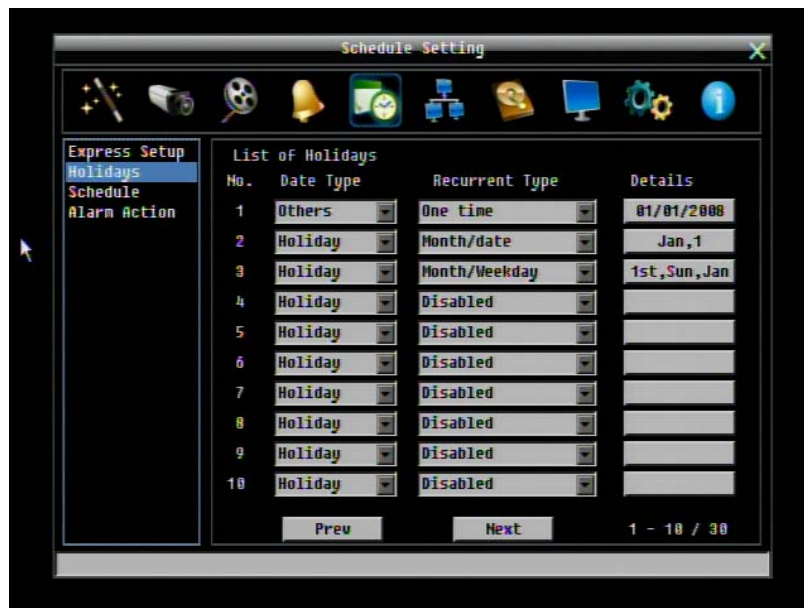 Schedule Setting
X
Express Setup
Holidays
Schedule
Alarm Action
List of Holidays
No. Date Type Recurrent Type Details
1 Others One time 01/01/2008
2 Holiday Month/date Jan,1
3 Holiday Month/Weekday 1st,Sun,Jan
4 Holiday Disabled
5 Holiday Disabled
6 Holiday Disabled
7 Holiday Disabled
8 Holiday Disabled
9 Holiday Disabled
10 Holiday Disabled
Prev Next 1 - 10 / 30